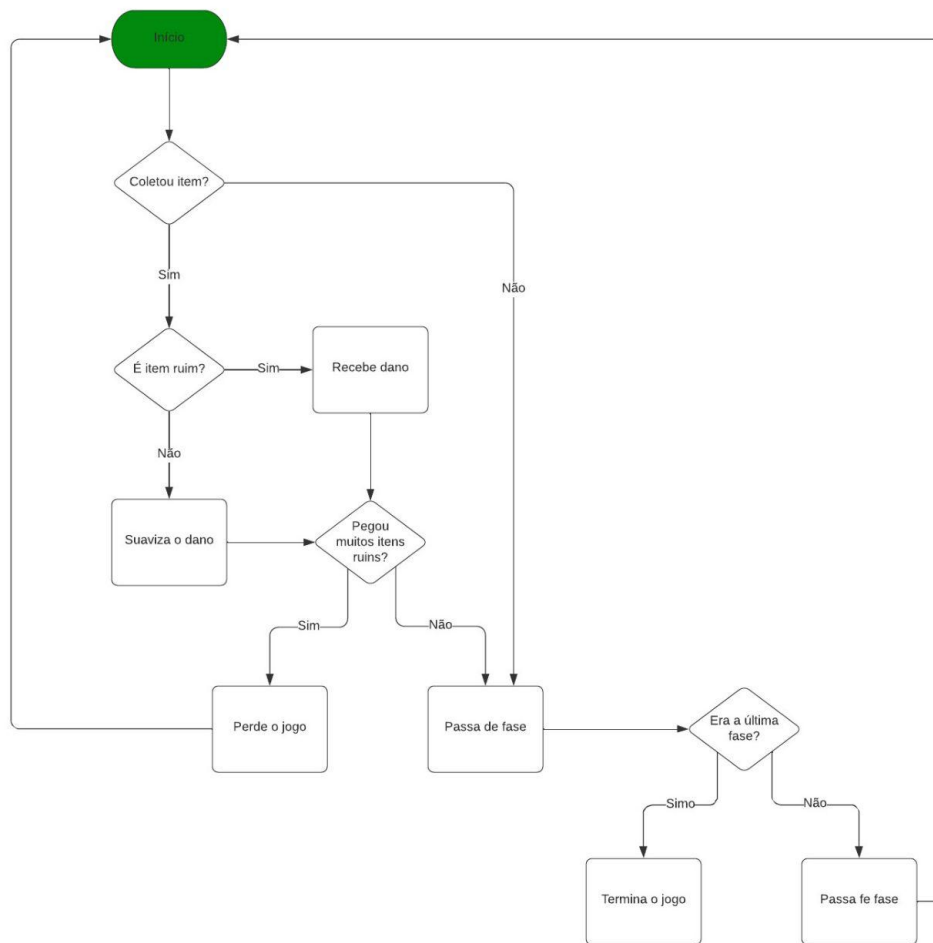 Início
Coletou item?
Sim
Não
É item ruim?
Sim
Recebe dano
Não
Suaviza o dano
Pegou
muitos itens
ruins?
Sim
Não
Perde o jogo
Passa de fase
Era a última
fase?
Simo
Não
Termina o jogo
Passa fe fase